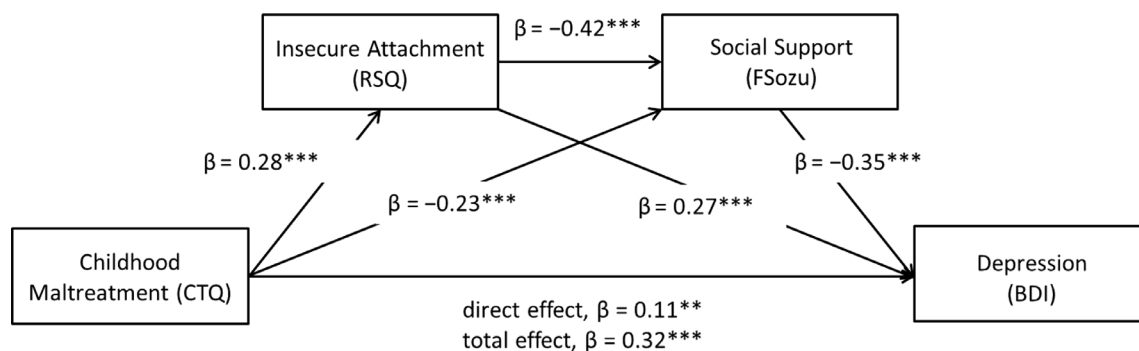 Insecure Attachment
(RSQ)
β = −0.42***
Social Support
(FSozu)
β = 0.28***
β = −0.23***
β = 0.27***
β = −0.35***
Childhood
Maltreatment (CTQ)
Depression
(BDI)
direct effect, β = 0.11**
total effect, β = 0.32***